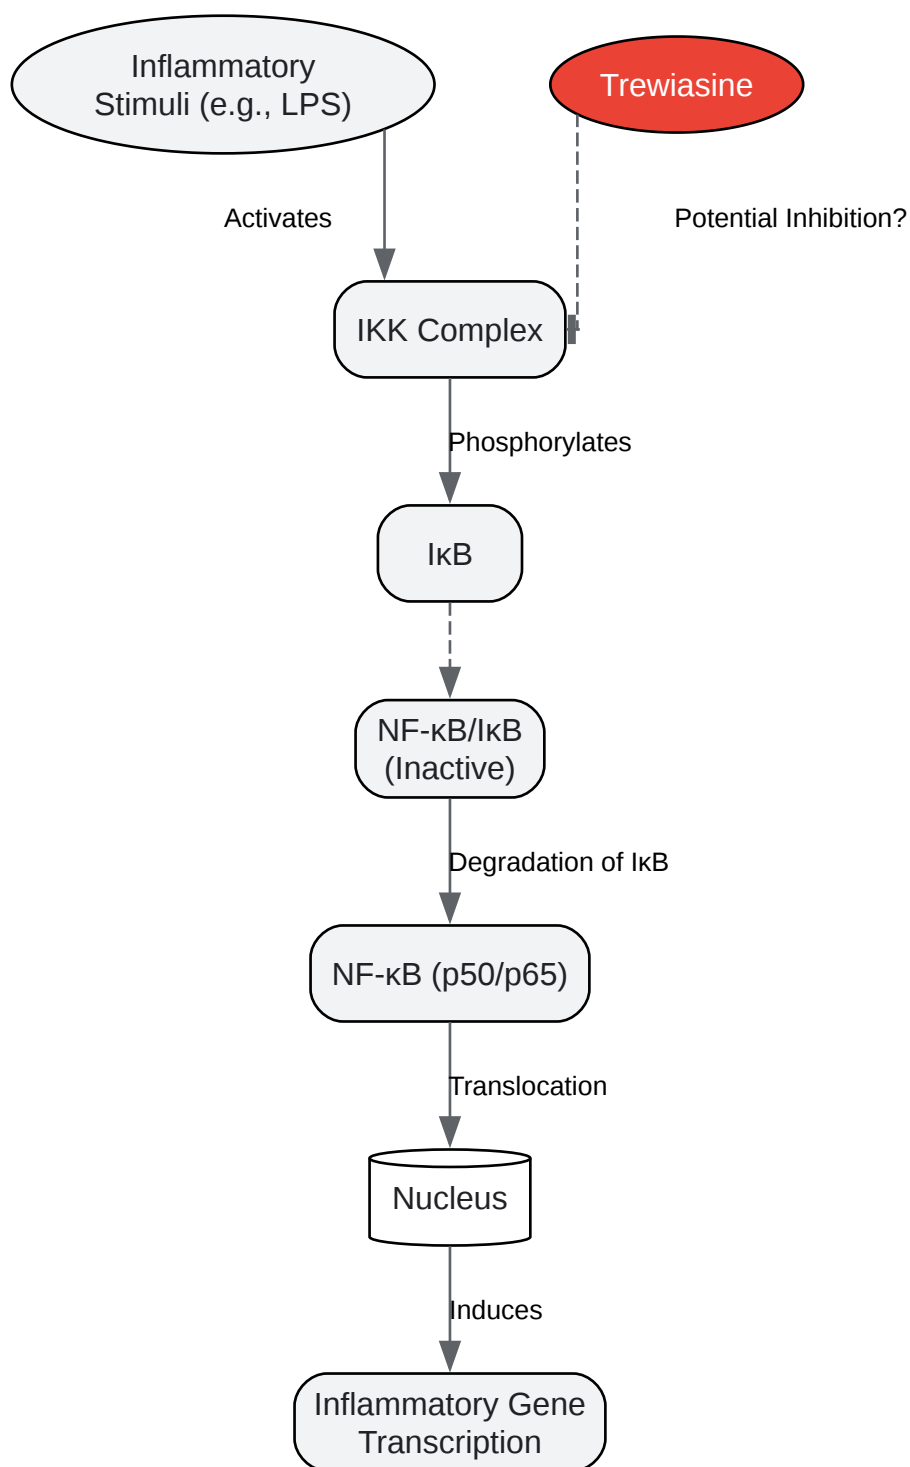 Inflammatory
Stimuli (e.g., LPS)
Trewiasine
Activates
Potential Inhibition?
IKK Complex
Phosphorylates
IκB
NF-κB/IκB
(Inactive)
Degradation of IκB
NF-κB (p50/p65)
Translocation
Nucleus
Induces
Inflammatory Gene
Transcription